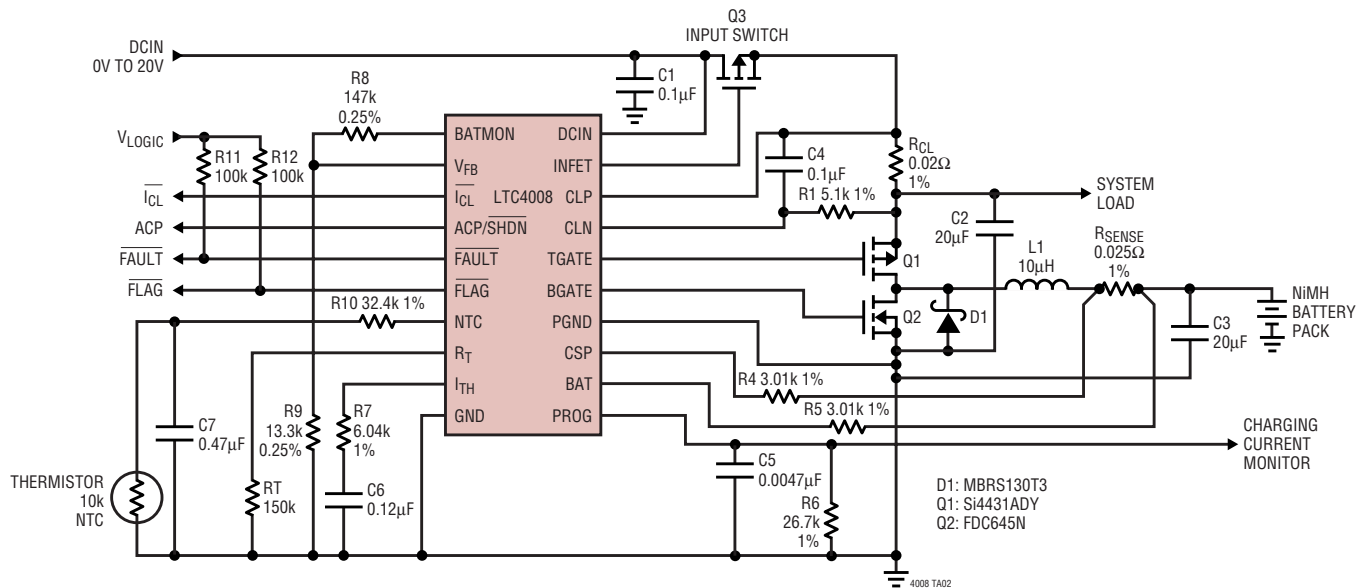 Q3
INPUT SWITCH
DCIN
0V TO 20V
C1
0.1µF
R8
147k
0.25%
VLOGIC
R11
100k
R12
100k
ICL
ACP
FAULT
FLAG
BATMON
VFB
ICL
ACP/SHDN
FAULT
FLAG
NTC
RT
ITH
GND
LTC4008
DCIN
INFET
CLP
CLN
TGATE
BGATE
PGND
CSP
BAT
PROG
C4
0.1µF
R1 5.1k 1%
RCL
0.02Ω
1%
SYSTEM
LOAD
C2
20µF
Q1
L1
10µH
RSENSE
0.025Ω
1%
Q2
D1
NiMH
BATTERY
PACK
C3
20µF
R10 32.4k 1%
R4 3.01k 1%
R5 3.01k 1%
C7
0.47µF
R9
13.3k
0.25%
R7
6.04k
1%
THERMISTOR
10k
NTC
RT
150k
C6
0.12µF
C5
0.0047µF
R6
26.7k
1%
CHARGING
CURRENT
MONITOR
D1: MBRS130T3
Q1: Si4431ADY
Q2: FDC645N
4008 TA02